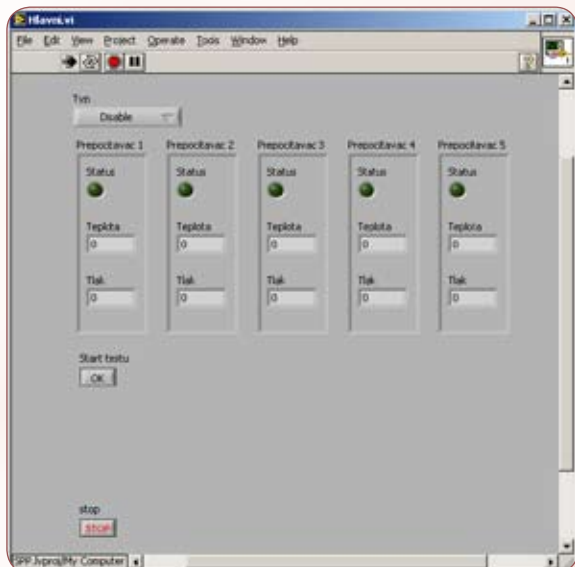 Hlavni.vi
File Edit View Project Operate Tools Window Help
Disable
Prepocitavac 1 Prepocitavac 2 Prepocitavac 3 Prepocitavac 4 Prepocitavac 5
Status Status Status Status Status
Teplota Teplota Teplota Teplota Teplota
0 0 0 0 0
Tlak Tlak Tlak Tlak Tlak
0 0 0 0 0
Start testu
OK
stop
STOP
SPP.lvproj/My Computer